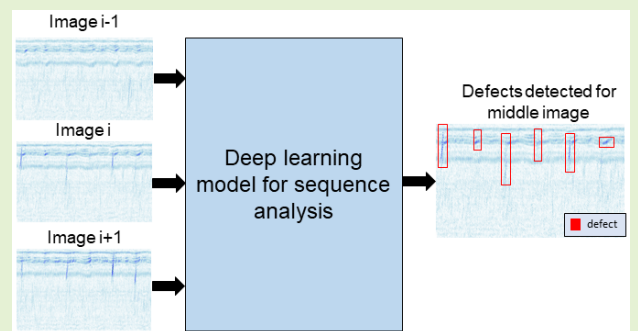 Image i-1
Image i
Image i+1
Deep learning
model for sequence
analysis
Defects detected for
middle image
defect